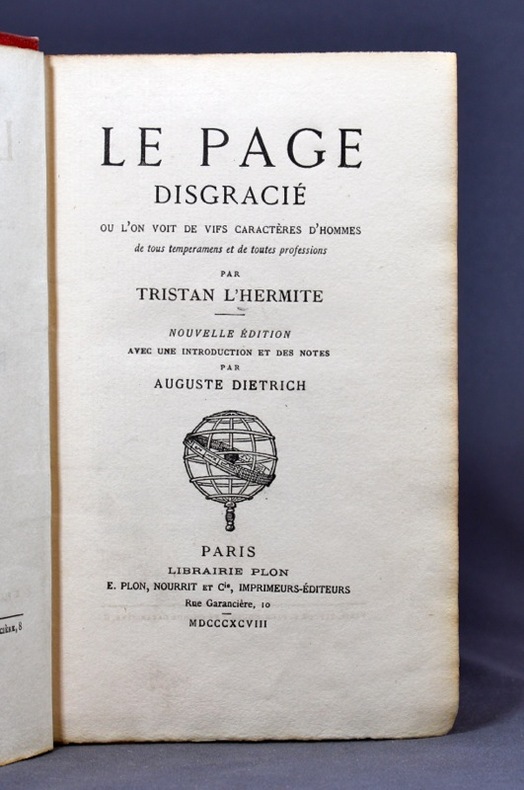 LE PAGE
DISGRACIÉ
OU L'ON VOIT DE VIFS CARACTÈRES D'HOMMES
de tous temperamens et de toutes professions
PAR
TRISTAN L'HERMITE
NOUVELLE ÉDITION
AVEC UNE INTRODUCTION ET DES NOTES
PAR
AUGUSTE DIETRICH
PARIS
LIBRAIRIE PLON
E. PLON, NOURRIT ET Cie, IMPRIMEURS-ÉDITEURS
Rue Garancière, 10
MDCCCXCVIII